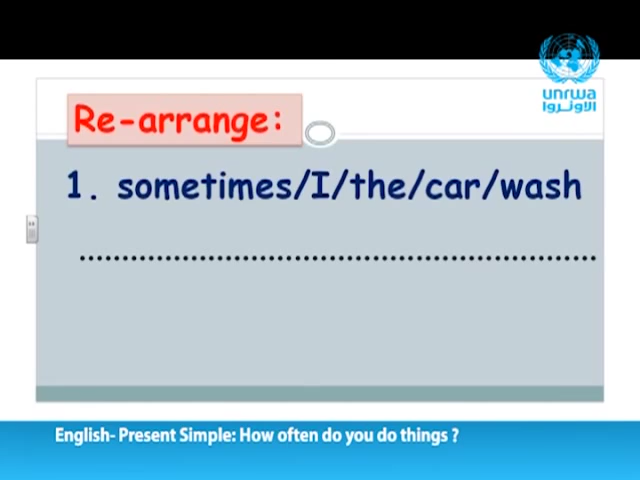 unrwa
الأونروا
Re-arrange:
1. sometimes/I/the/car/wash
............................................................
English- Present Simple: How often do you do things ?